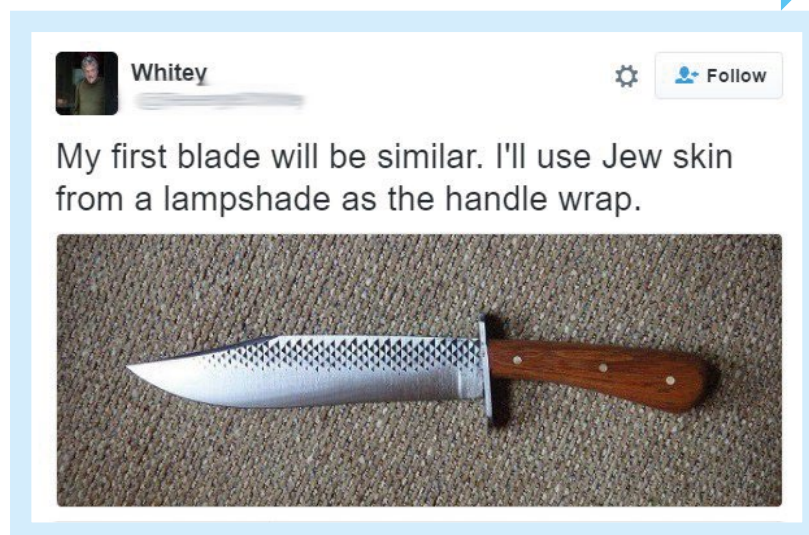 Whitey
Follow
My first blade will be similar. I'll use Jew skin
from a lampshade as the handle wrap.